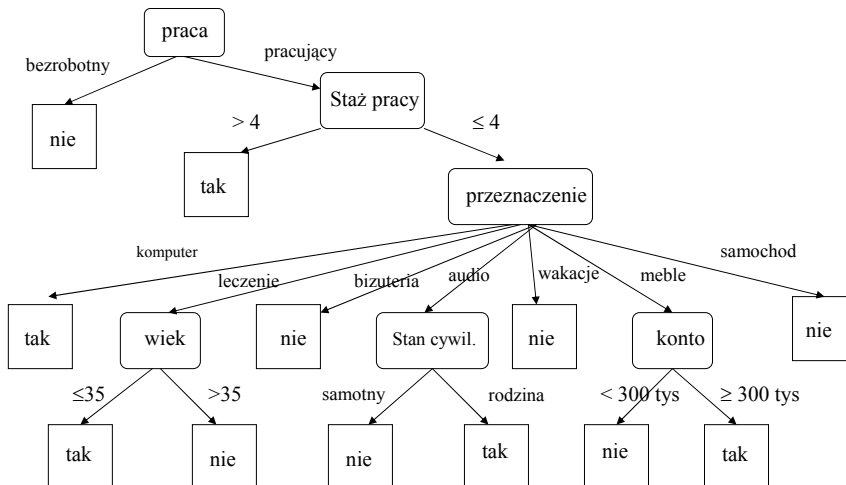 praca
bezrobotny
pracujący
Staż pracy
nie
> 4
≤ 4
tak
przeznaczenie
komputer
leczenie
bizuteria
audio
wakacje
meble
samochod
tak
wiek
nie
Stan cywil.
nie
konto
nie
≤35
>35
samotny
rodzina
< 300 tys
≥ 300 tys
tak
nie
nie
tak
nie
tak